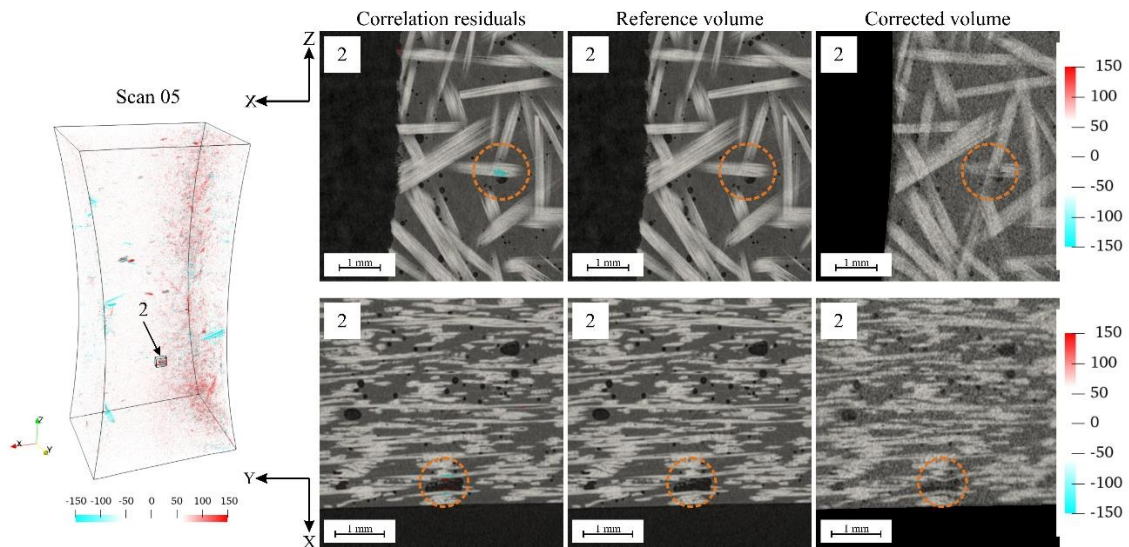 Correlation residuals
Reference volume
Corrected volume
Scan 05
Z
X
2
2
2
150
100
50
0
-50
-100
-150
1 mm
1 mm
1 mm
2
Z
X
Y
-150 -100 -50 0 50 100 150
Y
X
2
2
2
150
100
50
0
-50
-100
-150
1 mm
1 mm
1 mm